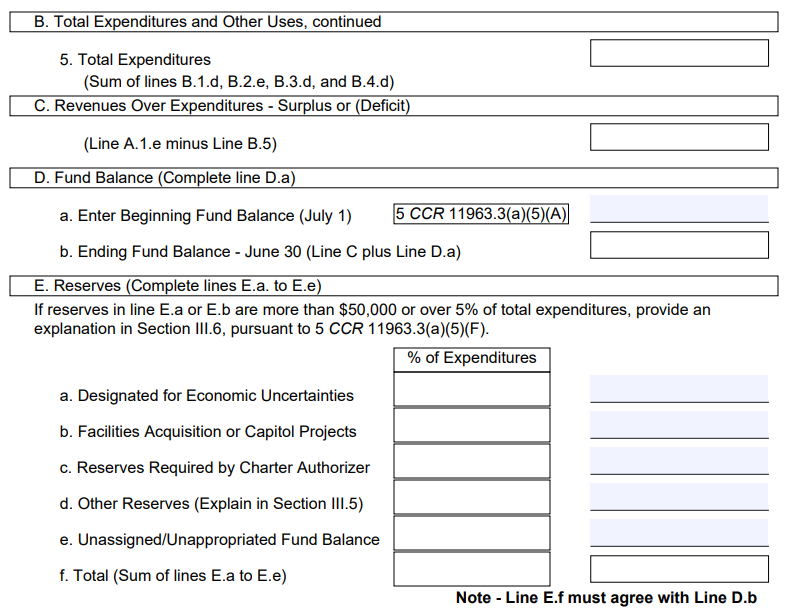 B. Total Expenditures and Other Uses, continued
5. Total Expenditures
(Sum of lines B.1.d, B.2.e, B.3.d, and B.4.d)
C. Revenues Over Expenditures - Surplus or (Deficit)
(Line A.1.e minus Line B.5)
D. Fund Balance (Complete line D.a)
a. Enter Beginning Fund Balance (July 1) 5 CCR 11963.3(a)(5)(A)
b. Ending Fund Balance - June 30 (Line C plus Line D.a)
E. Reserves (Complete lines E.a. to E.e)
If reserves in line E.a or E.b are more than $50,000 or over 5% of total expenditures, provide an
explanation in Section III.6, pursuant to 5 CCR 11963.3(a)(5)(F).
% of Expenditures
a. Designated for Economic Uncertainties
b. Facilities Acquisition or Capitol Projects
c. Reserves Required by Charter Authorizer
d. Other Reserves (Explain in Section III.5)
e. Unassigned/Unappropriated Fund Balance
f. Total (Sum of lines E.a to E.e)
Note - Line E.f must agree with Line D.b